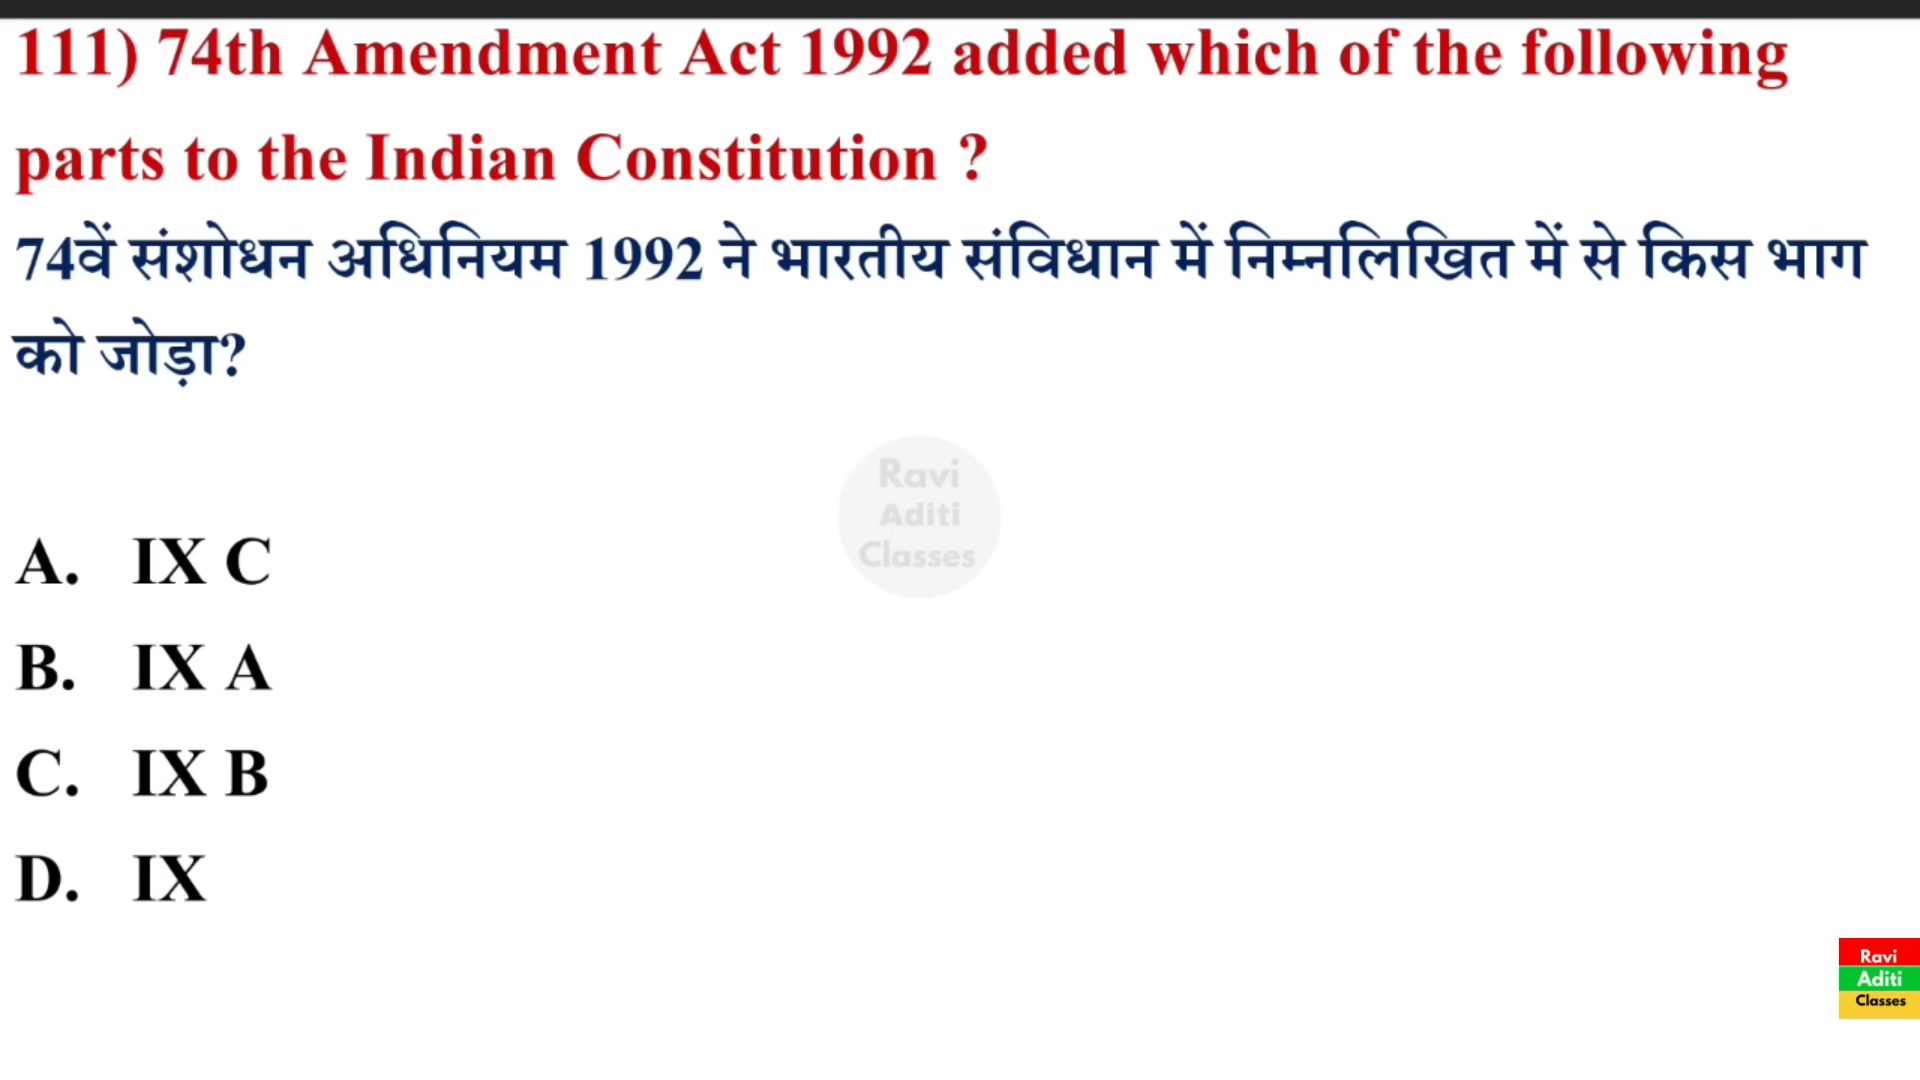 111) 74th Amendment Act 1992 added which of the following
parts to the Indian Constitution ?
74वें संशोधन अधिनियम 1992 ने भारतीय संविधान में निम्नलिखित में से किस भाग
को जोड़ा?
Ravi
Aditi
Classes
A. IX C
B. IX A
C. IX B
D. IX
Ravi
Aditi
Classes